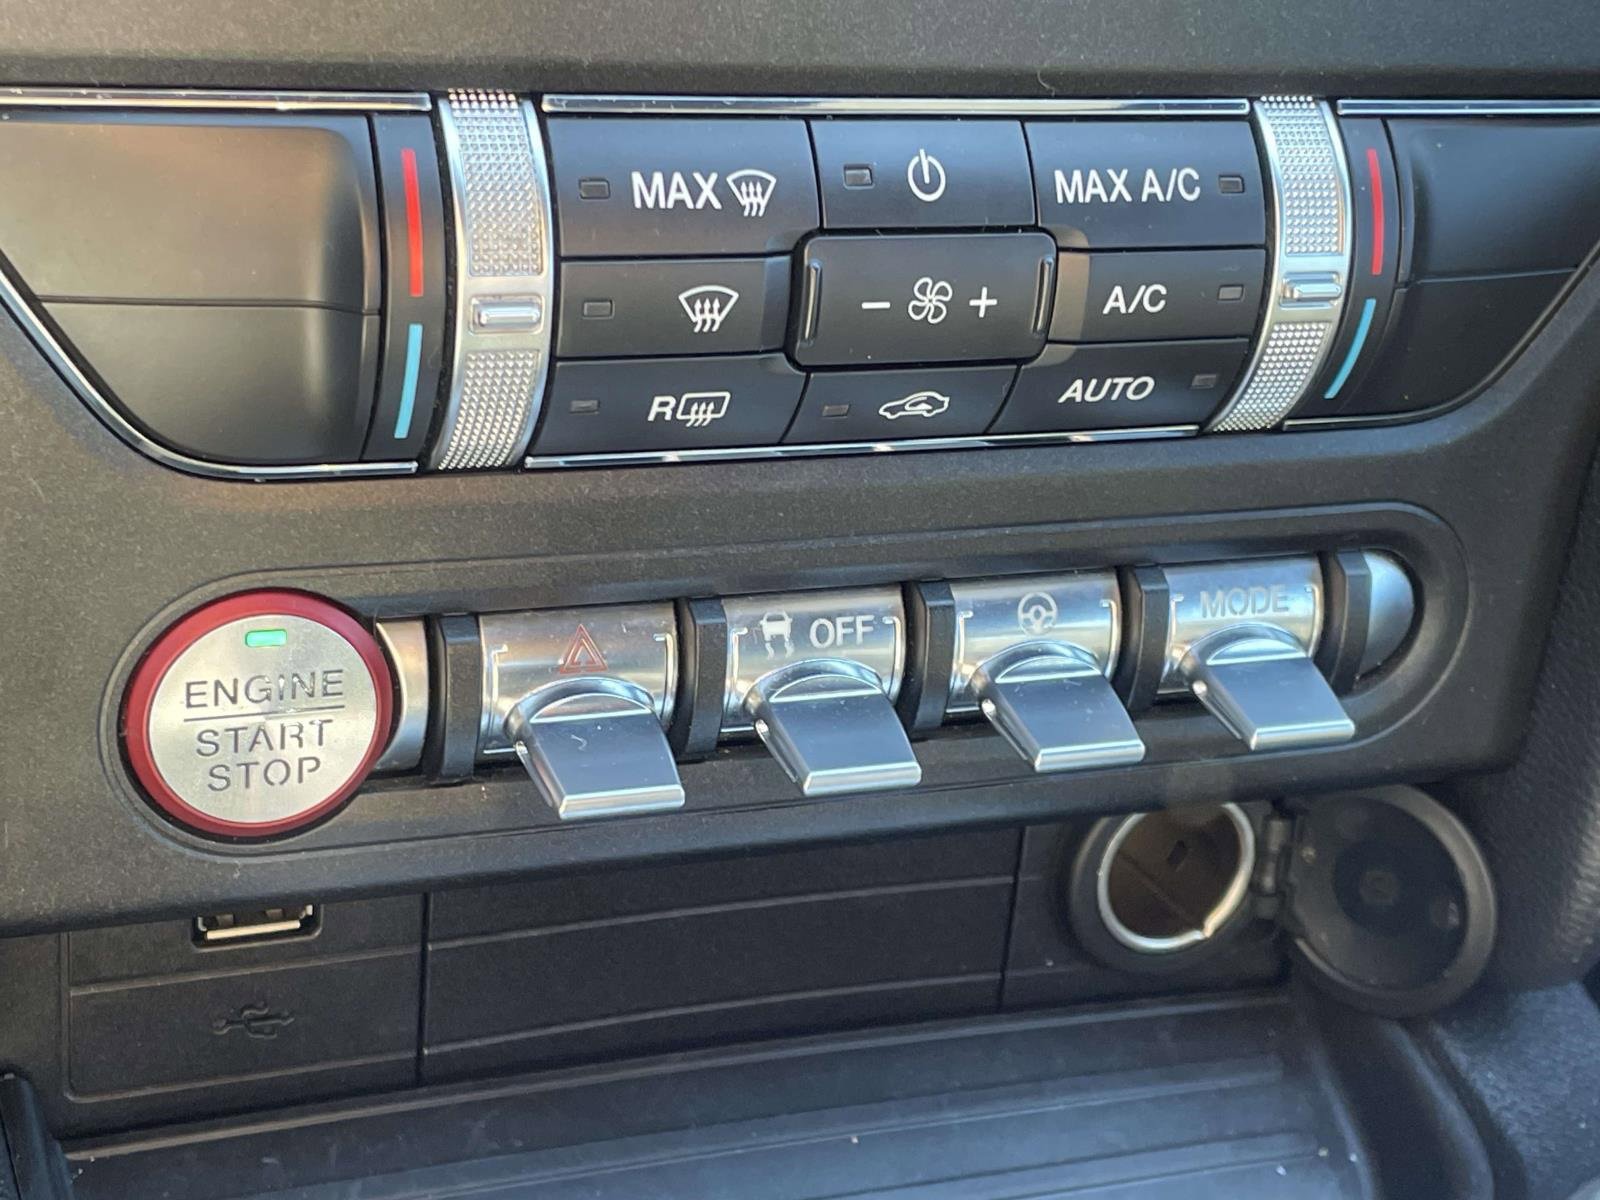 MAX
MAX A/C
- +
A/C
R
AUTO
OFF
MODE
ENGINE
START
STOP